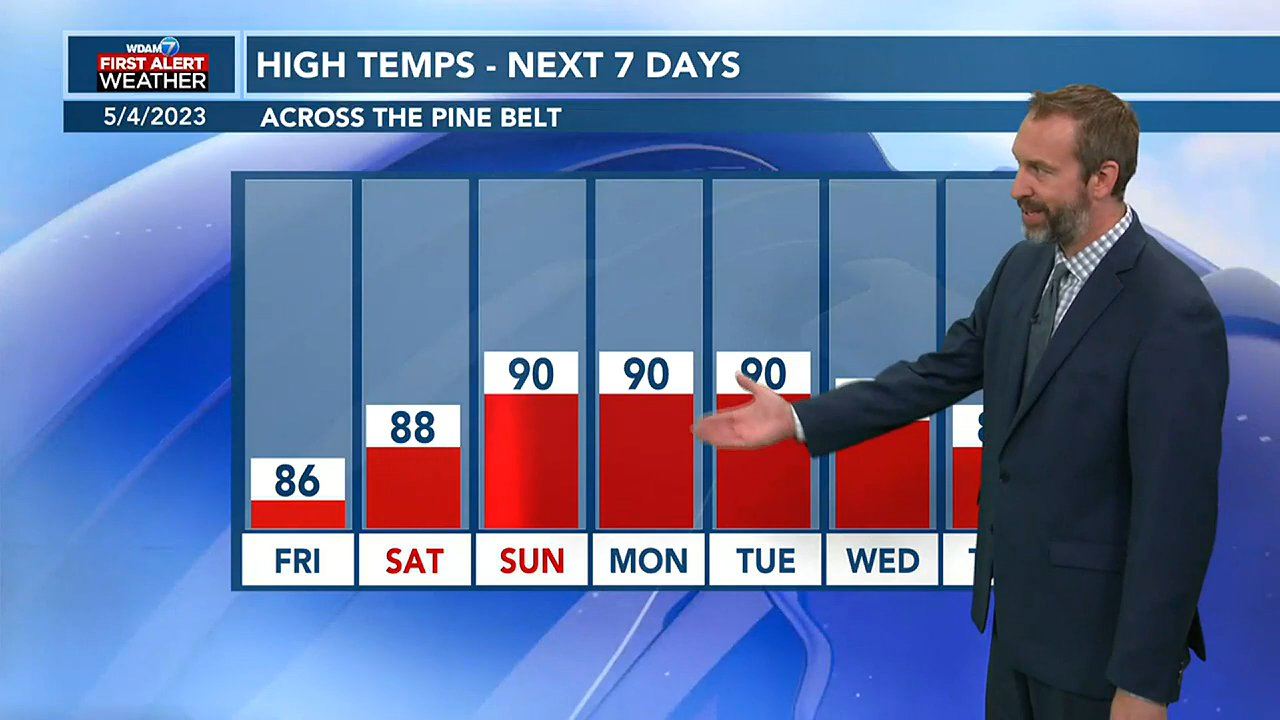 WDAM 7
FIRST ALERT
WEATHER
HIGH TEMPS - NEXT 7 DAYS
5/4/2023
ACROSS THE PINE BELT
86
88
90
90
90
FRI
SAT
SUN
MON
TUE
WED